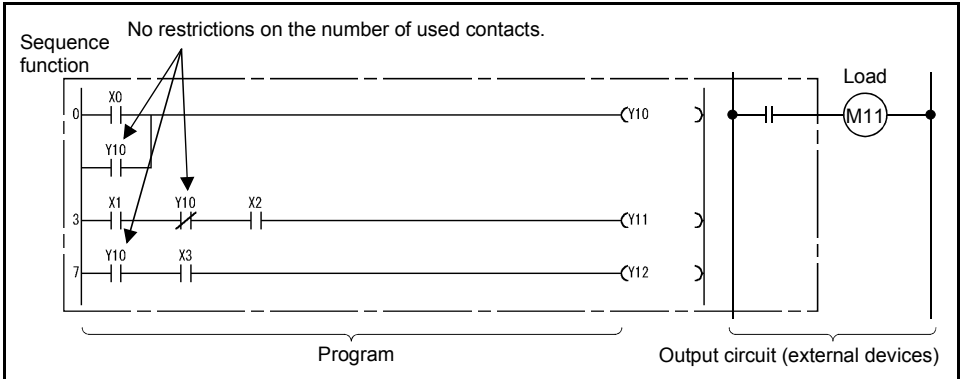 No restrictions on the number of used contacts.
Sequence
function
Load
X0
0
Y10
M11
Y10
X1
Y10
X2
3
Y11
Y10
X3
7
Y12
Program
Output circuit (external devices)